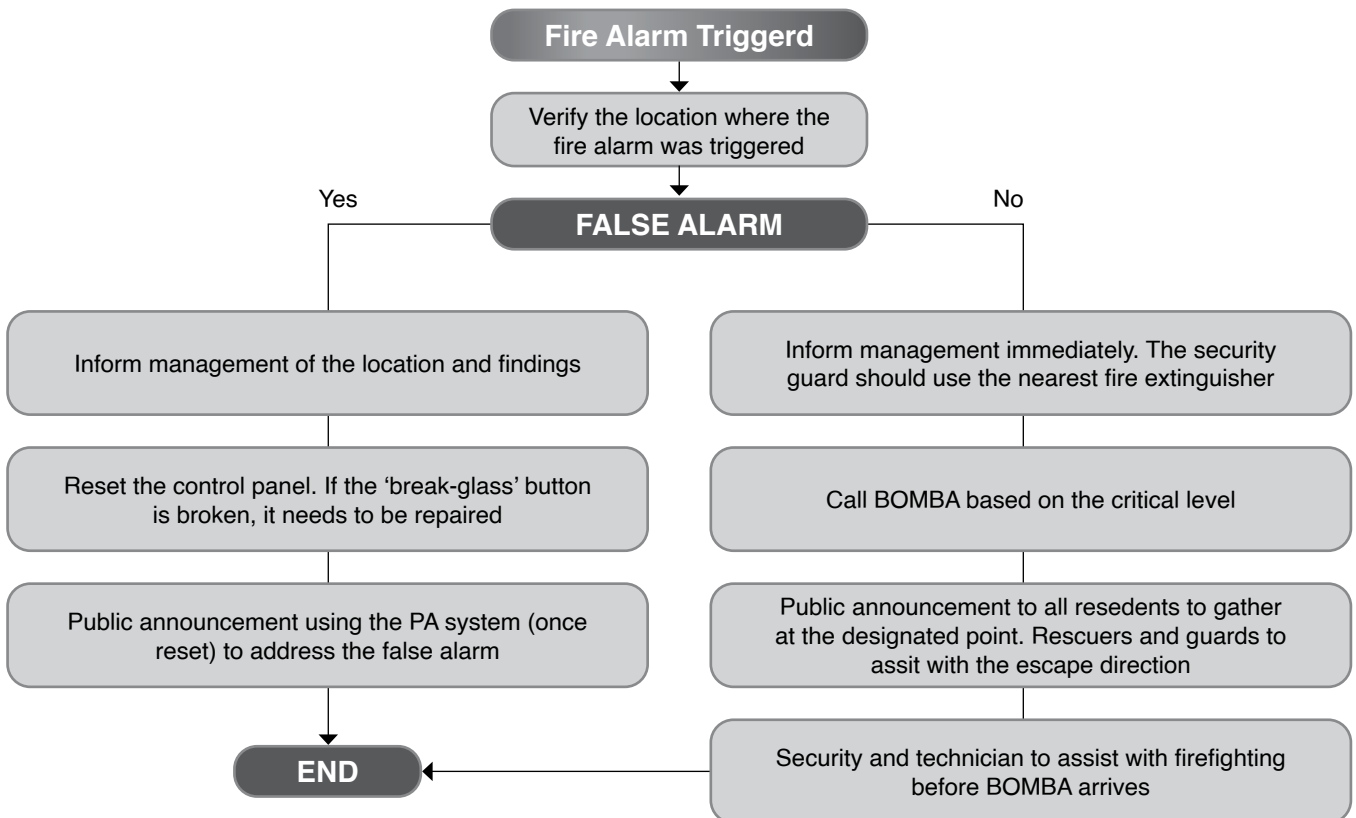 Fire Alarm Triggerd
Verify the location where the
fire alarm was triggered
Yes
No
FALSE ALARM
Inform management of the location and findings
Inform management immediately. The security
guard should use the nearest fire extinguisher
Reset the control panel. If the ‘break-glass’ button
is broken, it needs to be repaired
Call BOMBA based on the critical level
Public announcement using the PA system (once
reset) to address the false alarm
Public announcement to all resedents to gather
at the designated point. Rescuers and guards to
assit with the escape direction
END
Security and technician to assist with firefighting
before BOMBA arrives